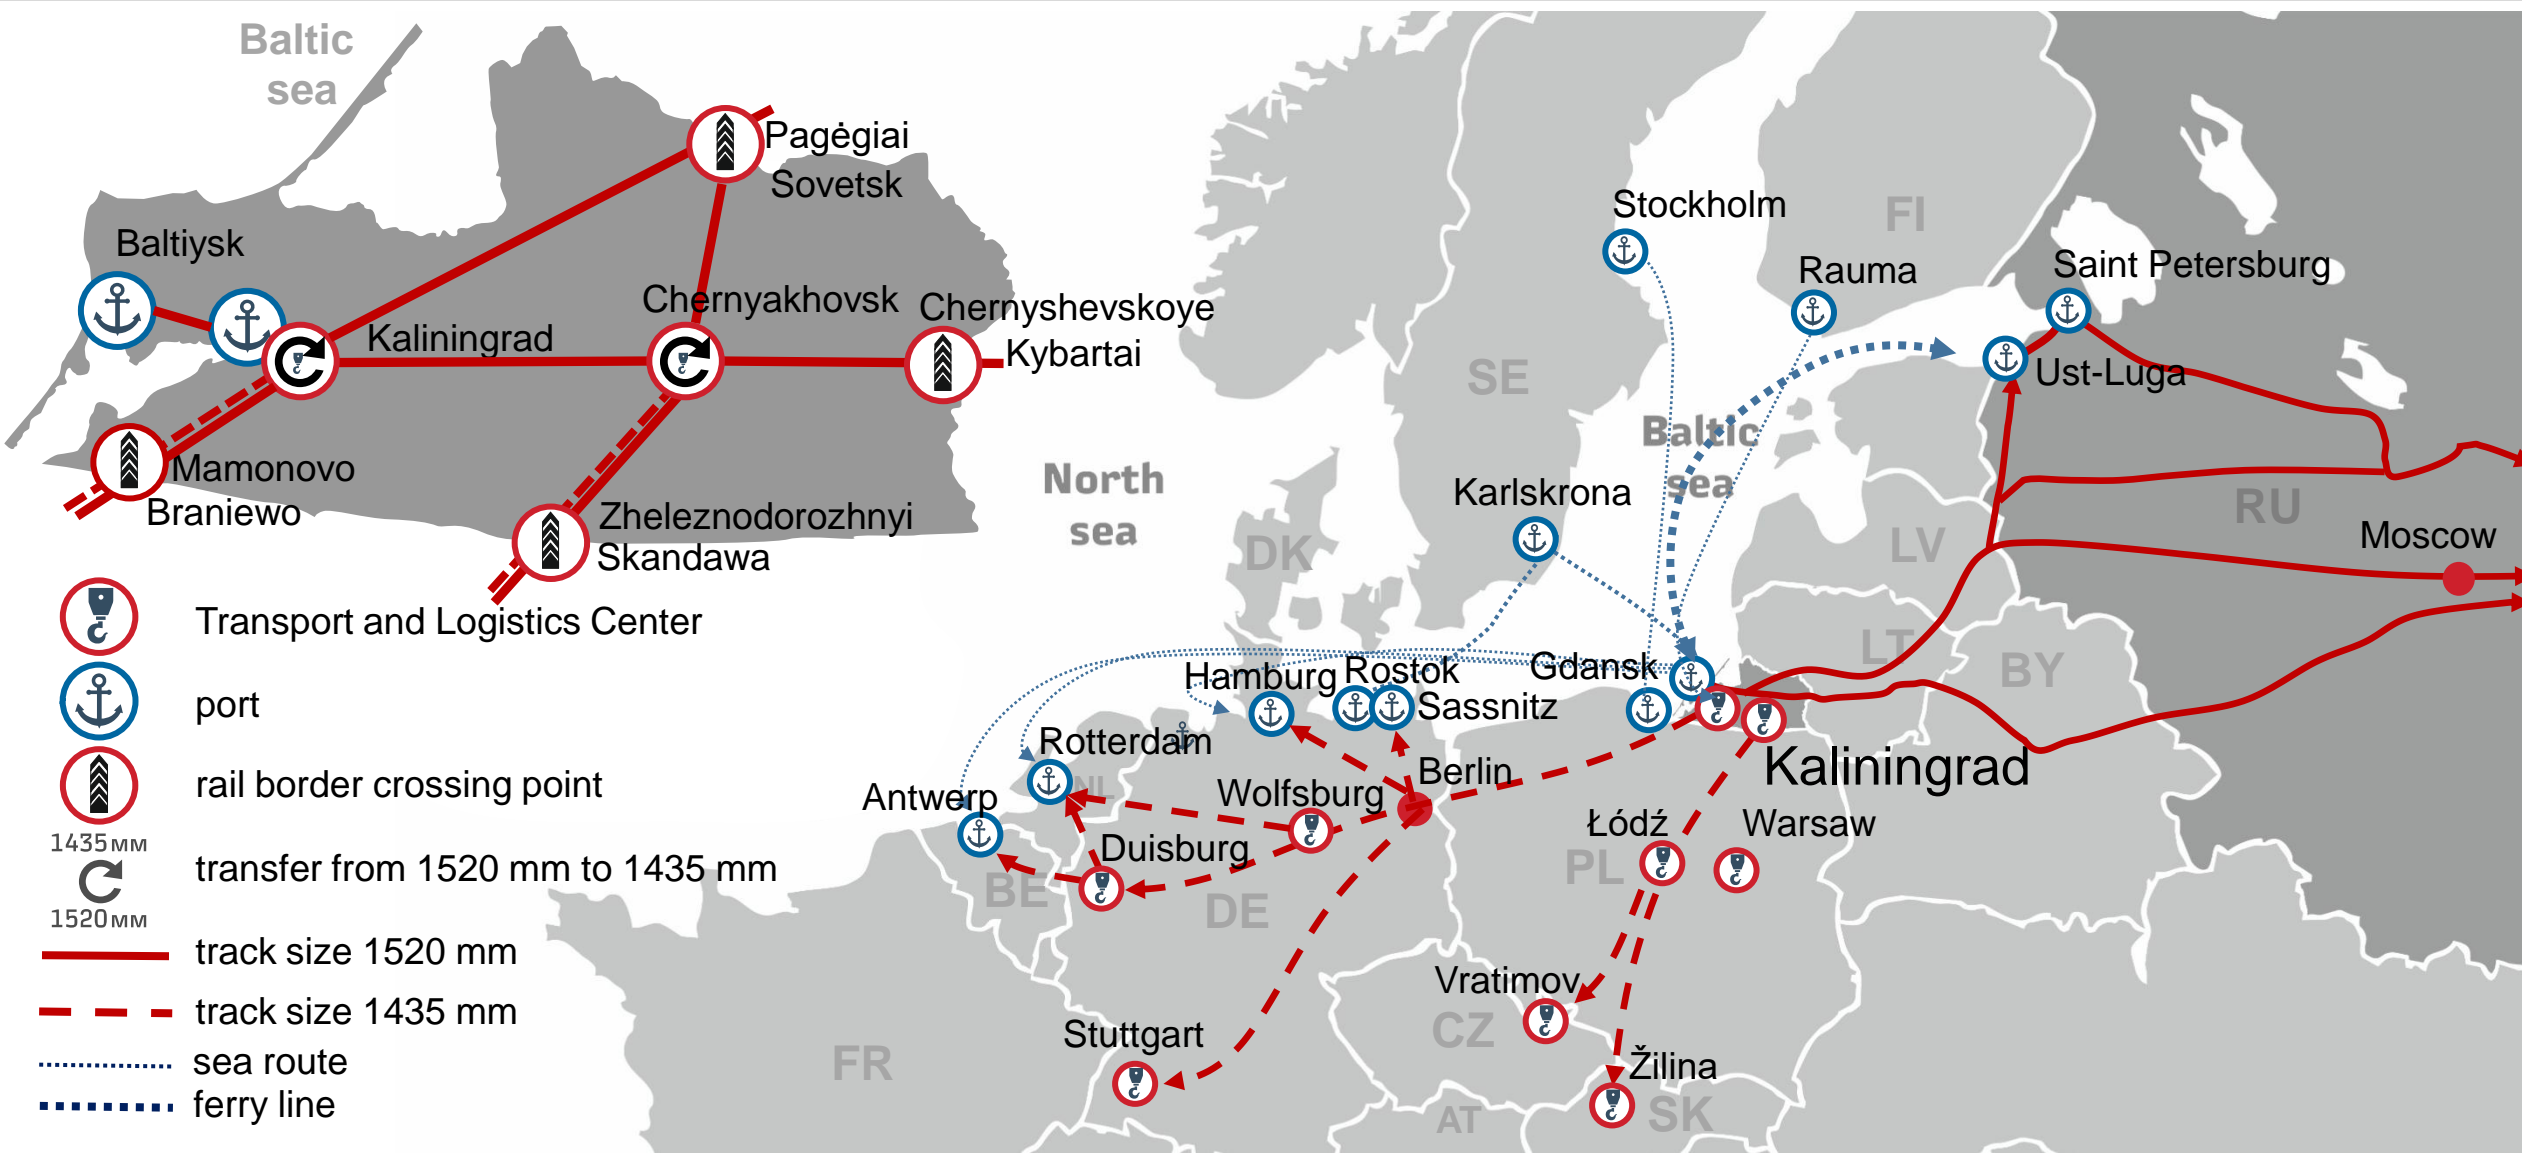 Baltic
sea
Pagėgiai
Sovetsk
Baltiysk
Chernyakhovsk
Chernyshevskoye
Kaliningrad
Kybartai
Mamonovo
Braniewo
Zheleznodorozhnyi
Skandawa
Transport and Logistics Center
port
rail border crossing point
1435мм
transfer from 1520 mm to 1435 mm
1520мм
track size 1520 mm
track size 1435 mm
sea route
ferry line
Stockholm
FI
Rauma
Saint Petersburg
Ust-Luga
SE
Baltic
sea
North
sea
Karlskrona
RU
Moscow
DK
LV
LT
BY
Hamburg
Rostok
Sassnitz
Gdansk
Rotterdam
NL
Antwerp
Wolfsburg
Berlin
Kaliningrad
Duisburg
Łódź
Warsaw
PL
BE
DE
Vratimov
CZ
Stuttgart
FR
Žilina
SK
AT